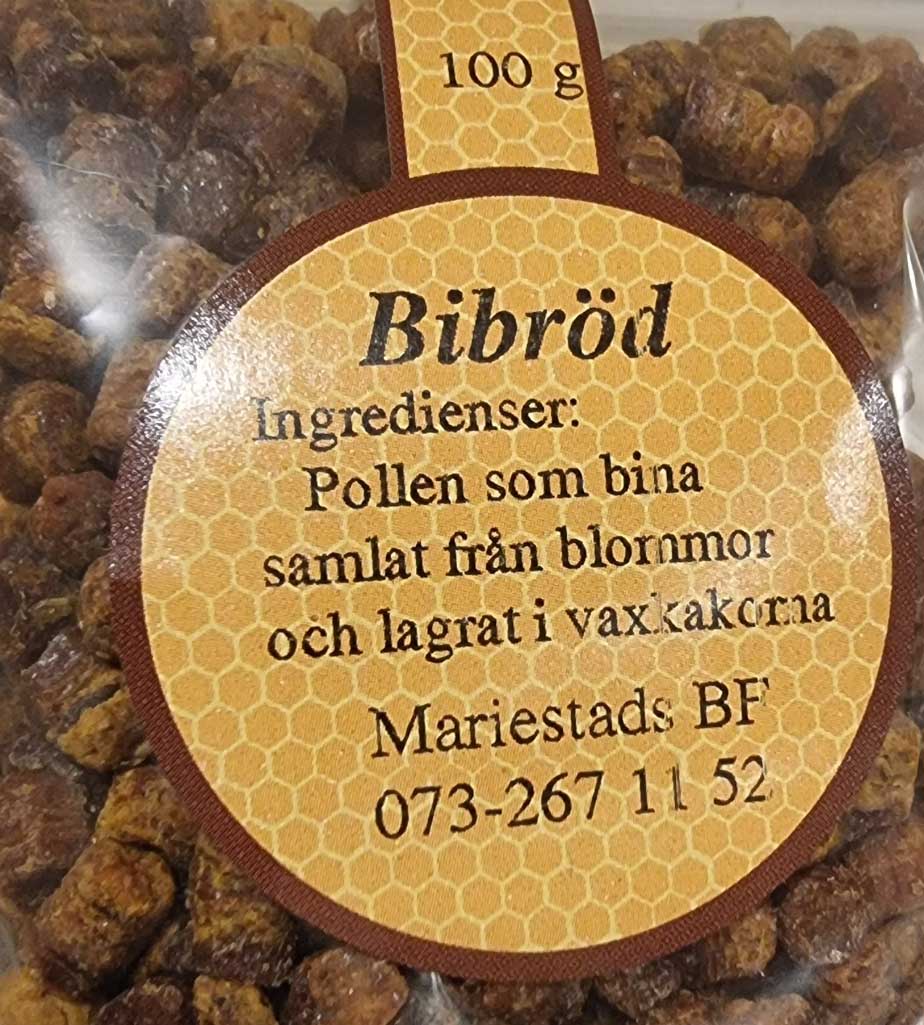 100 g
Bibröd
Ingredienser:
Pollen som bina
samlat från blommor
och lagrat i vaxkakorna
Mariestads BF
073-267 11 52